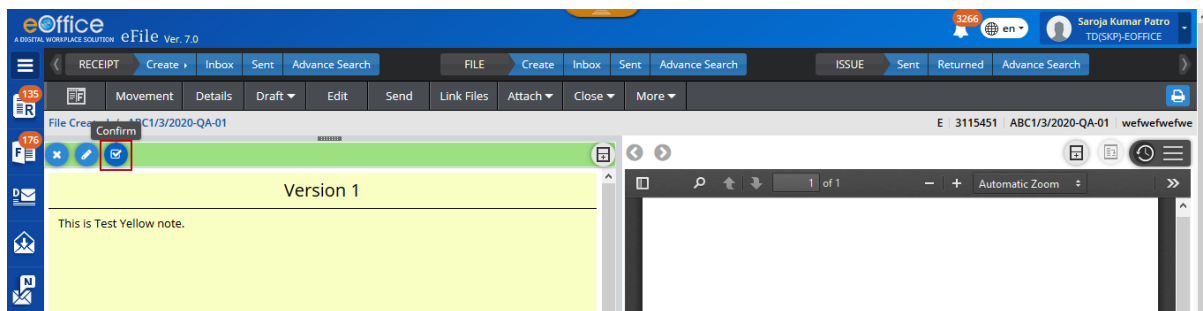 eOffice
A DIGITAL WORKPLACE SOLUTION eFile Ver. 7.0
3266
en
Saroja Kumar Patro
TD(SKP)-EOFFICE
RECEIPT Create Inbox Sent Advance Search FILE Create Inbox Sent Advance Search ISSUE Sent Returned Advance Search
135
R
Movement Details Draft Edit Send Link Files Attach Close More
File Created ABC1/3/2020-QA-01
E 3115451 ABC1/3/2020-QA-01 wefwefwefwe
Confirm
176
F
1 of 1
Automatic Zoom
D
Version 1
This is Test Yellow note.
N